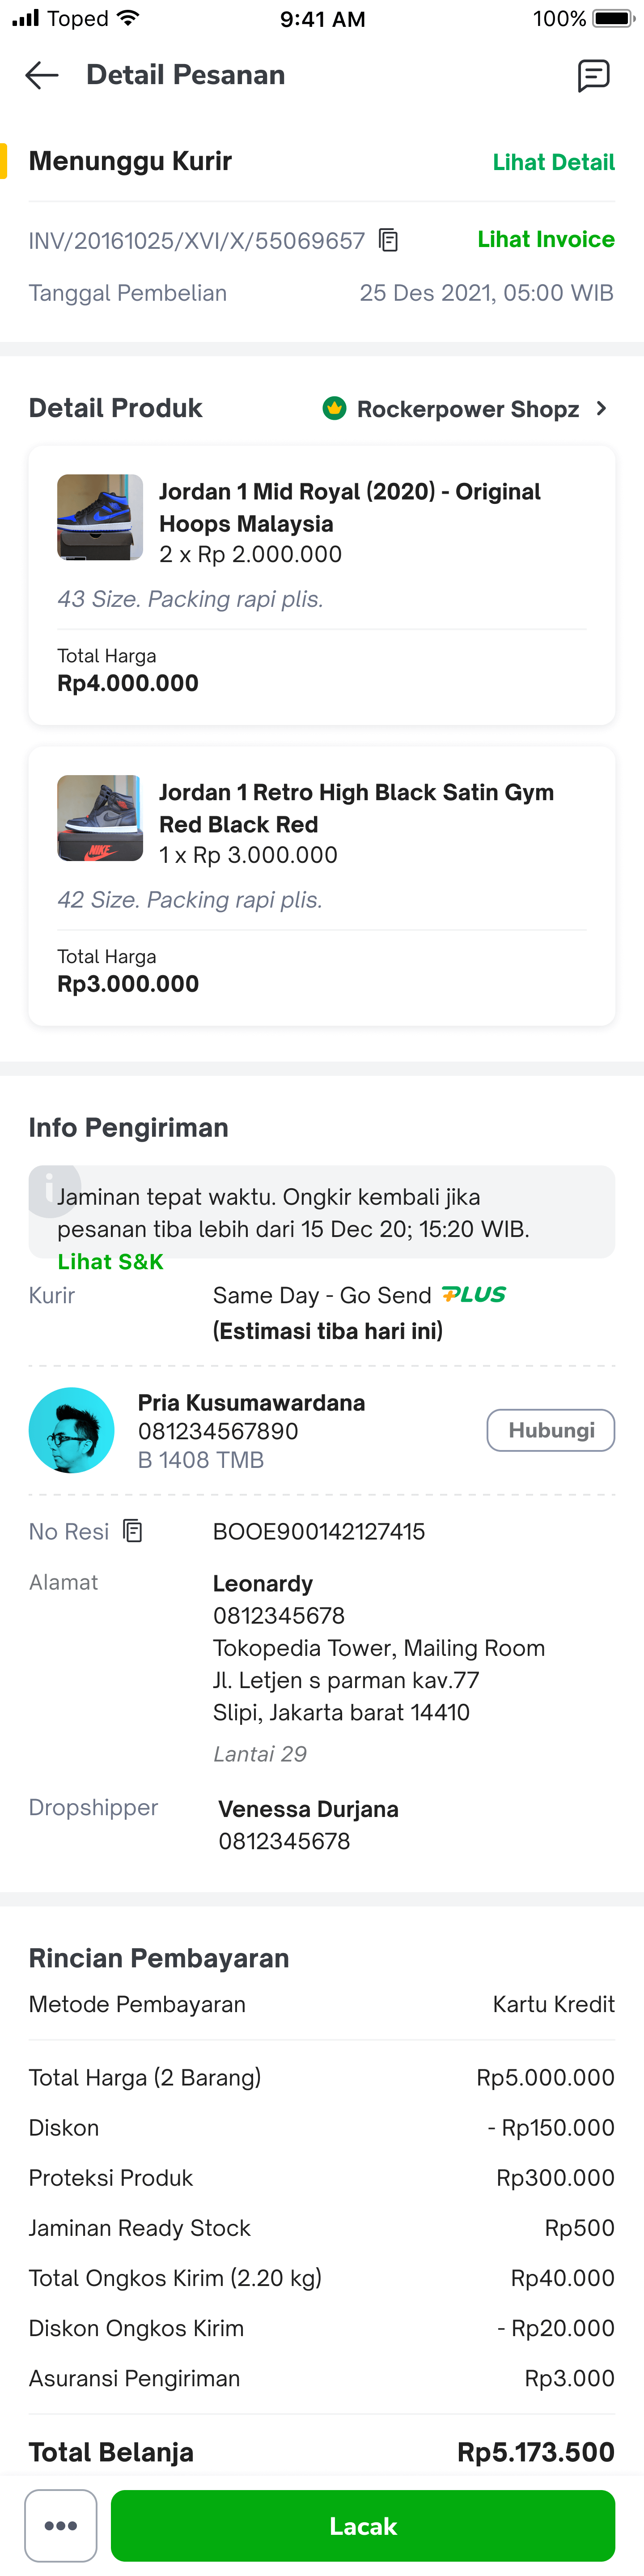 Toped 9:41 AM 100%
Detail Pesanan
Menunggu Kurir Lihat Detail
INV/20161025/XVI/X/55069657 Lihat Invoice
Tanggal Pembelian 25 Des 2021, 05:00 WIB
Detail Produk Rockerpower Shopz
Jordan 1 Mid Royal (2020) - Original
Hoops Malaysia
2 x Rp 2.000.000
43 Size. Packing rapi plis.
Total Harga
Rp4.000.000
Jordan 1 Retro High Black Satin Gym
Red Black Red
1 x Rp 3.000.000
NIKE
42 Size. Packing rapi plis.
Total Harga
Rp3.000.000
Info Pengiriman
Jaminan tepat waktu. Ongkir kembali jika
pesanan tiba lebih dari 15 Dec 20; 15:20 WIB.
Lihat S&K
Kurir Same Day - Go Send PLUS
(Estimasi tiba hari ini)
Pria Kusumawardana
081234567890
B 1408 TMB
Hubungi
No Resi BOOE900142127415
Alamat Leonardy
0812345678
Tokopedia Tower, Mailing Room
Jl. Letjen s parman kav.77
Slipi, Jakarta barat 14410
Lantai 29
Dropshipper Venessa Durjana
0812345678
Rincian Pembayaran
Metode Pembayaran Kartu Kredit
Total Harga (2 Barang) Rp5.000.000
Diskon - Rp150.000
Proteksi Produk Rp300.000
Jaminan Ready Stock Rp500
Total Ongkos Kirim (2.20 kg) Rp40.000
Diskon Ongkos Kirim - Rp20.000
Asuransi Pengiriman Rp3.000
Total Belanja Rp5.173.500
Lacak